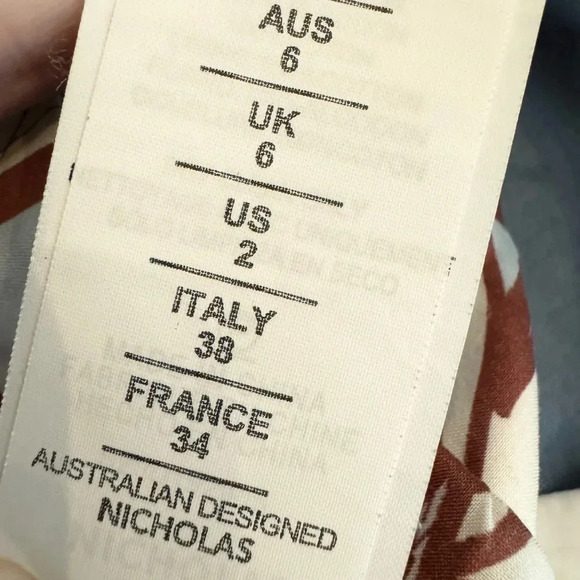 AUS
6
UK
6
US
2
ITALY
38
FRANCE
34
AUSTRALIAN DESIGNED
NICHOLAS